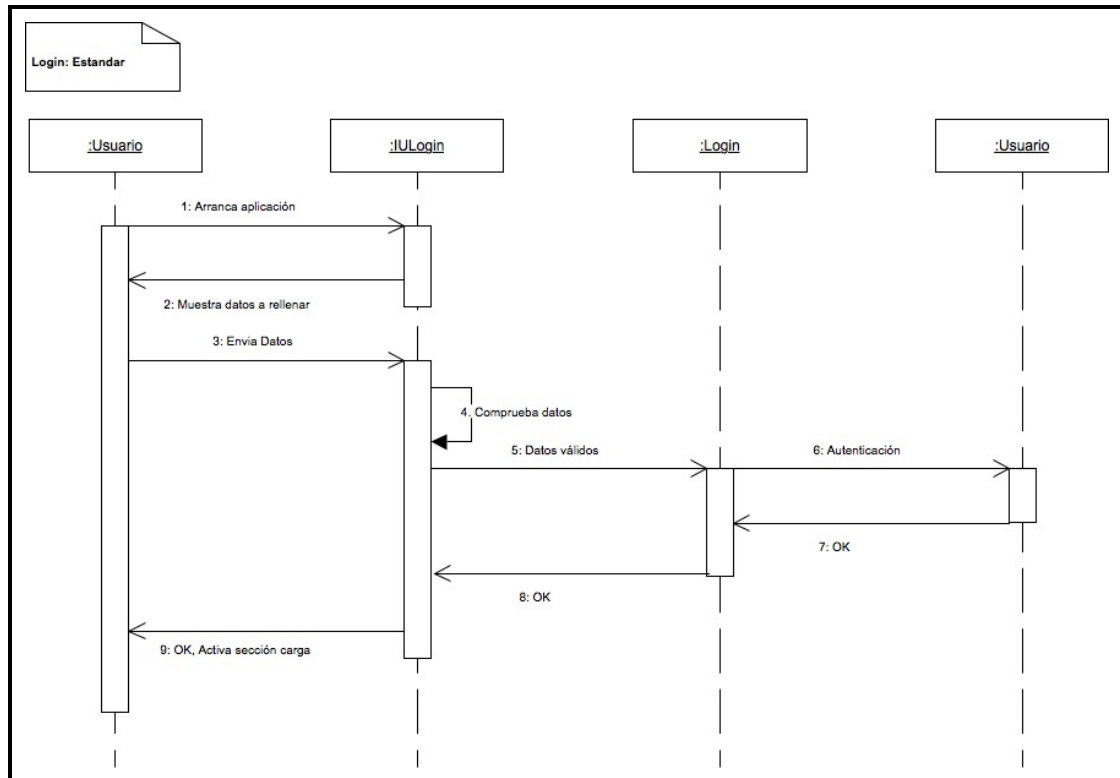 Login: Estandar
:Usuario
:IULogin
:Login
:Usuario
1: Arranca aplicación
2: Muestra datos a rellenar
3: Envia Datos
4. Comprueba datos
5: Datos válidos
6: Autenticación
7: OK
8: OK
9: OK, Activa sección carga